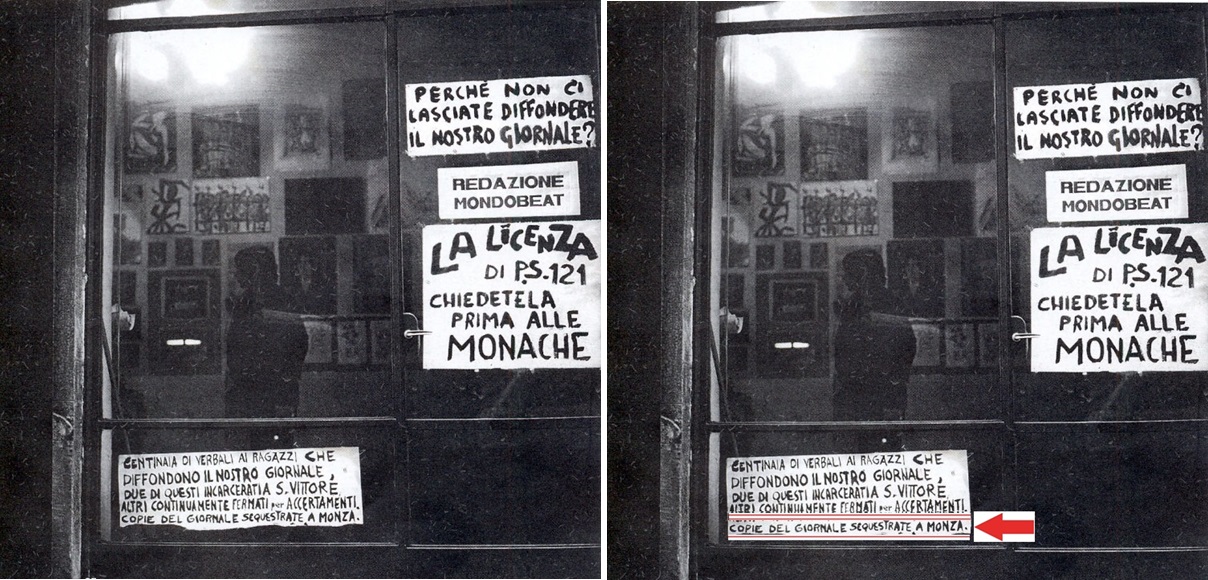 PERCHÉ NON CI
LASCIATE DIFFONDERE
IL NOSTRO GIORNALE?
REDAZIONE
MONDOBEAT
LA LICENZA
DI P.S. 121
CHIEDETELA
PRIMA ALLE
MONACHE
CENTINAIA DI VERBALI AI RAGAZZI CHE
DIFFONDONO IL NOSTRO GIORNALE,
DUE DI QUESTI INCARCERATI A S. VITTORE,
ALTRI CONTINUAMENTE FERMATI per ACCERTAMENTI.
COPIE DEL GIORNALE SEQUESTRATE A MONZA.
PERCHÉ NON CI
LASCIATE DIFFONDERE
IL NOSTRO GIORNALE?
REDAZIONE
MONDOBEAT
LA LICENZA
DI P.S. 121
CHIEDETELA
PRIMA ALLE
MONACHE
CENTINAIA DI VERBALI AI RAGAZZI CHE
DIFFONDONO IL NOSTRO GIORNALE,
DUE DI QUESTI INCARCERATI A S. VITTORE,
ALTRI CONTINUAMENTE FERMATI per ACCERTAMENTI.
COPIE DEL GIORNALE SEQUESTRATE A MONZA.